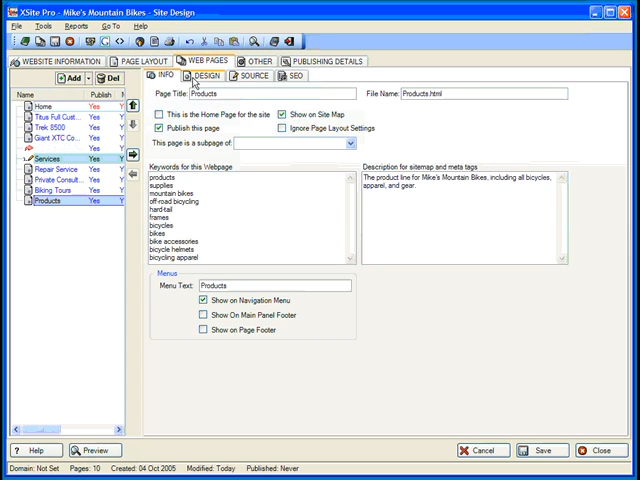 XSite Pro - Mike's Mountain Bikes - Site Design
File Tools Reports Go To Help
WEBSITE INFORMATION PAGE LAYOUT WEB PAGES OTHER PUBLISHING DETAILS
Add Del
INFO DESIGN SOURCE SEO
Name Publish
Home Yes Y
Titus Full Cust... Yes Y
Trek 8500 Yes Y
Giant XTC Co... Yes Y
Yes Y
Services Yes Y
Repair Service Yes Y
Private Consult... Yes Y
Biking Tours Yes Y
Products Yes Y
Page Title: Products File Name: Products.html
This is the Home Page for the site Show on Site Map
Publish this page Ignore Page Layout Settings
This page is a subpage of:
Keywords for this Webpage
products
supplies
mountain bikes
off-road bicycling
hard-tail
frames
bicycles
bikes
bike accessories
bicycle helmets
bicycling apparel
Description for sitemap and meta tags
The product line for Mike's Mountain Bikes, including all bicycles,
apparel, and gear.
Menus
Menu Text: Products
Show on Navigation Menu
Show On Main Panel Footer
Show on Page Footer
Help Preview Cancel Save Close
Domain: Not Set Pages: 10 Created: 04 Oct 2005 Modified: Today Published: Never